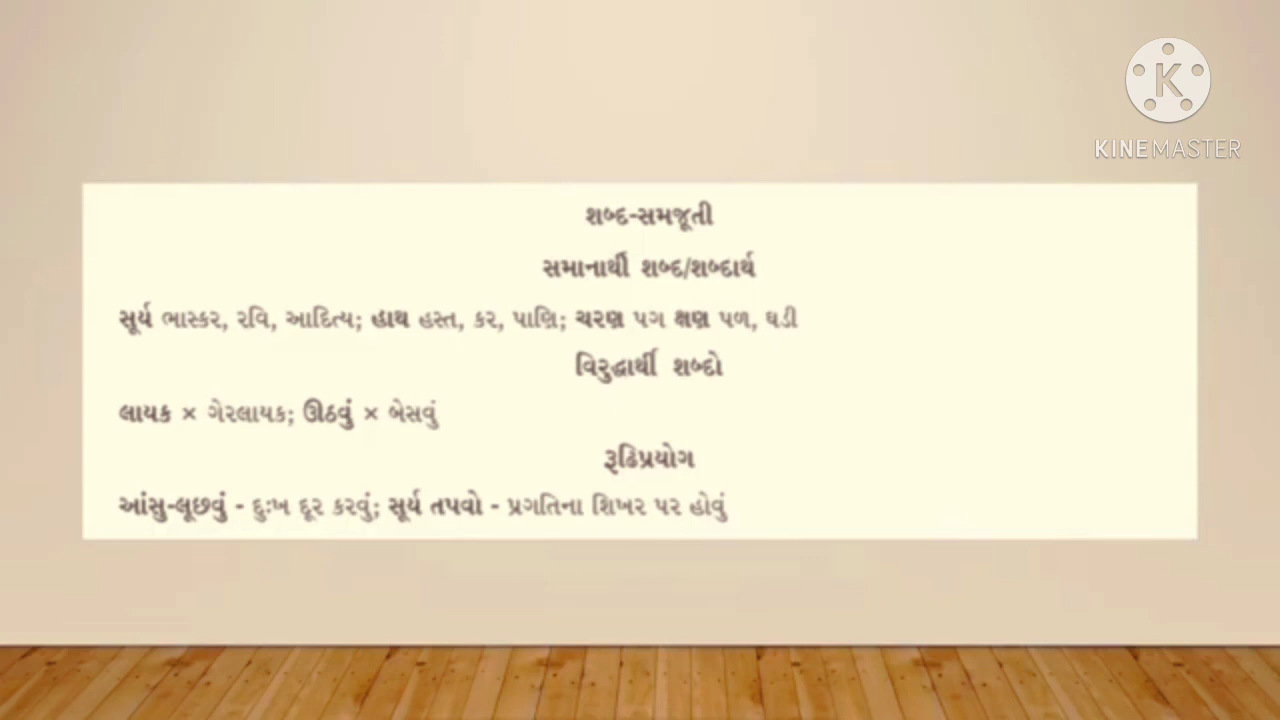 K
KINEMASTER
શબ્દ-સમજૂતી
સમાનાર્થી શબ્દ/શબ્દાર્થ
સૂર્ય ભાસ્કર, રવિ, આદિત્ય; હાથ હસ્ત, કર, પાણિ; ચરણ પગ ક્ષણ પળ, ઘડી
વિરુદ્ધાર્થી શબ્દો
લાયક × ગેરલાયક; ઊઠવું × બેસવું
રૂઢિપ્રયોગ
આંસુ-લૂછવું - દુઃખ દૂર કરવું; સૂર્ય તપવો - પ્રગતિના શિખર પર હોવું